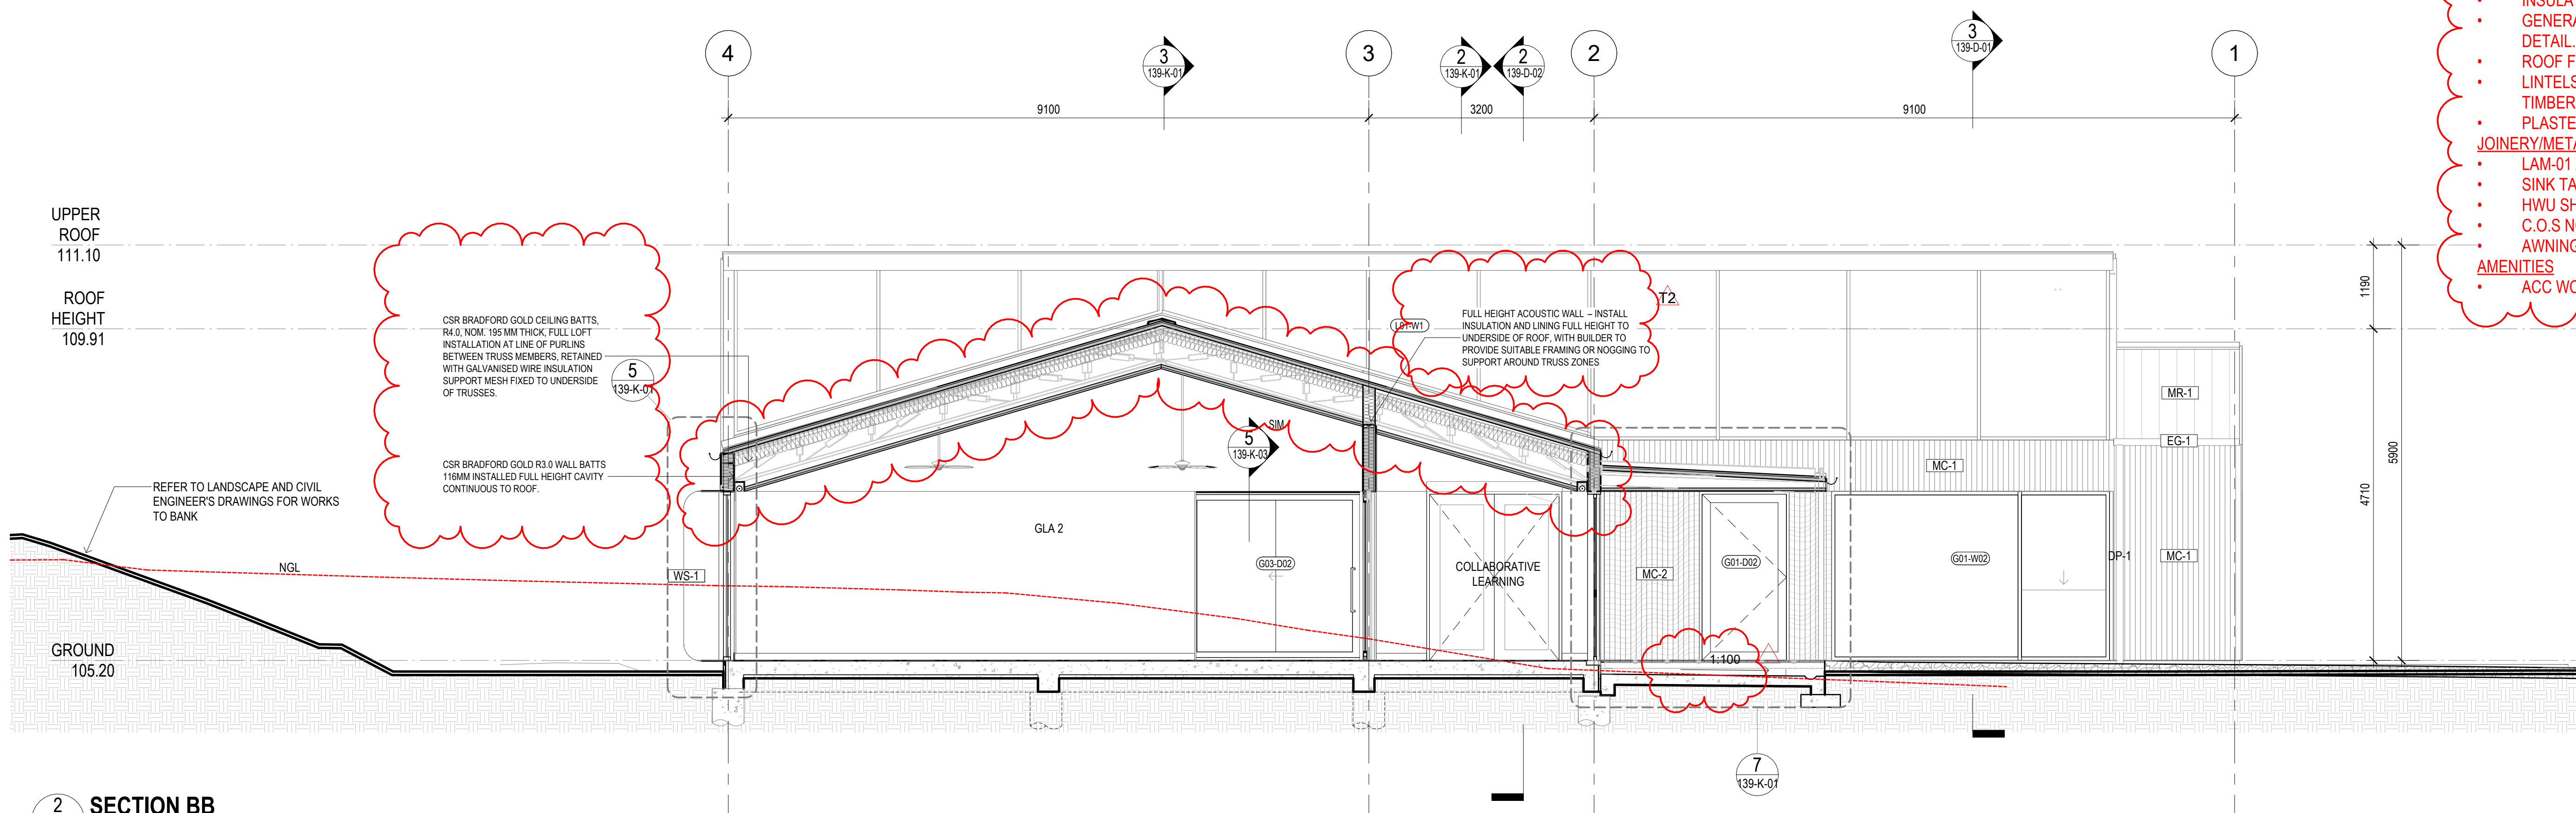 4
3
139-K-01
3
2
139-K-01
2
139-D-02
2
3
139-D-01
1
9100
3200
9100
GENERA
DETAIL.
ROOF F
LINTELS
TIMBER
PLASTE
JOINERY/META
LAM-01
SINK TA
HWU SH
C.O.S N
AWNING
AMENITIES
ACC WO
UPPER
ROOF
111.10
ROOF
HEIGHT
109.91
GROUND
105.20
CSR BRADFORD GOLD CEILING BATTS,
R4.0, NOM. 195 MM THICK, FULL LOFT
INSTALLATION AT LINE OF PURLINS
BETWEEN TRUSS MEMBERS, RETAINED
WITH GALVANISED WIRE INSULATION
SUPPORT MESH FIXED TO UNDERSIDE
OF TRUSSES.
5
139-K-01
CSR BRADFORD GOLD R3.0 WALL BATTS
116MM INSTALLED FULL HEIGHT CAVITY
CONTINUOUS TO ROOF.
REFER TO LANDSCAPE AND CIVIL
ENGINEER'S DRAWINGS FOR WORKS
TO BANK
NGL
WS-1
FULL HEIGHT ACOUSTIC WALL – INSTALL
INSULATION AND LINING FULL HEIGHT TO
UNDERSIDE OF ROOF, WITH BUILDER TO
PROVIDE SUITABLE FRAMING OR NOGGING TO
SUPPORT AROUND TRUSS ZONES
T2
SIM
5
139-K-03
GLA 2
G03-D02
COLLABORATIVE
LEARNING
MC-2
G01-D02
MC-1
G01-W02
DP-1
MC-1
MR-1
EG-1
1190
4710
5900
1:100
7
139-K-01
2
SECTION BB